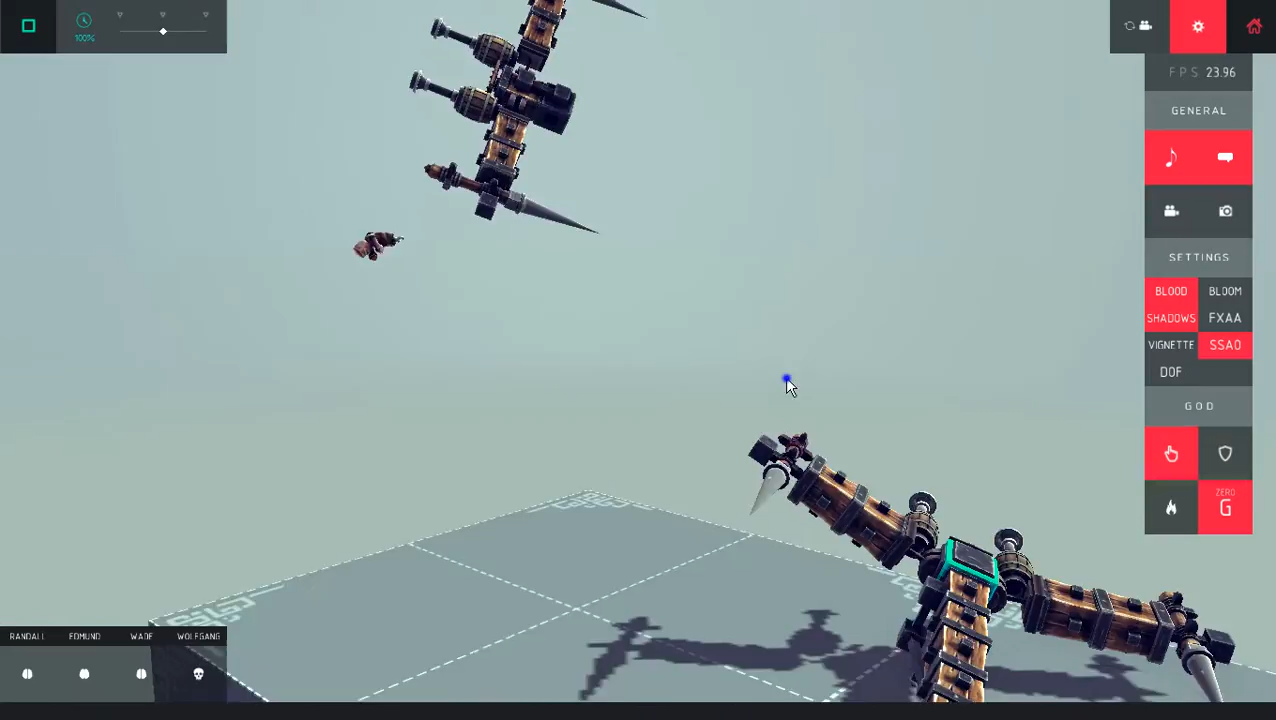 100%
FPS 23.96
GENERAL
SETTINGS
BLOOD BLOOM
SHADOWS FXAA
VIGNETTE SSAO
DOF
GOD
ZERO
G
RANDALL EDMUND WADE WOLFGANG